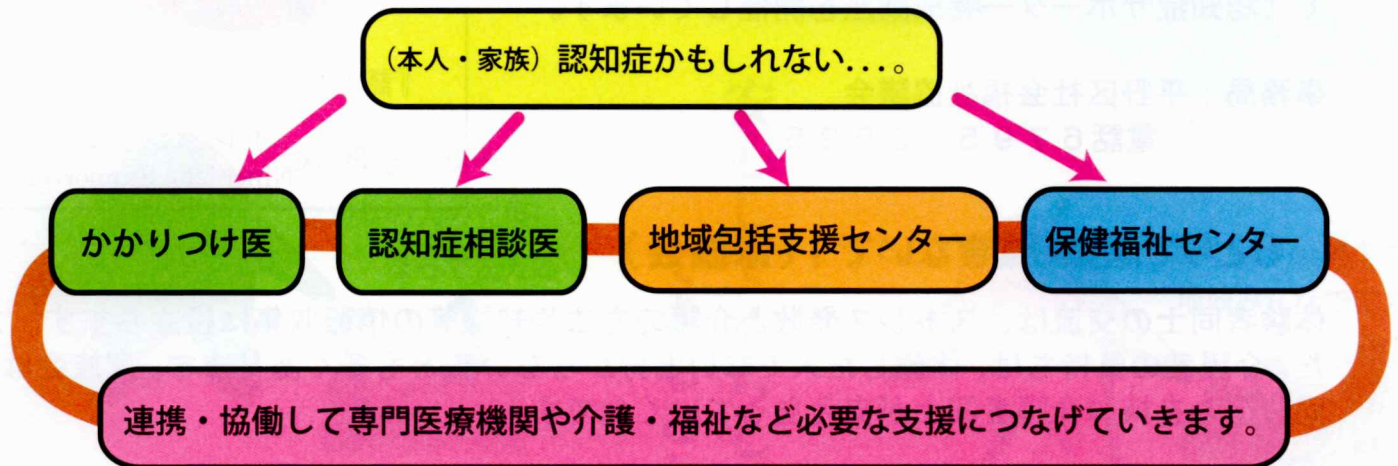 (本人・家族) 認知症かもしれない...。
かかりつけ医
認知症相談医
地域包括支援センター
保健福祉センター
連携・協働して専門医療機関や介護・福祉など必要な支援につなげていきます。